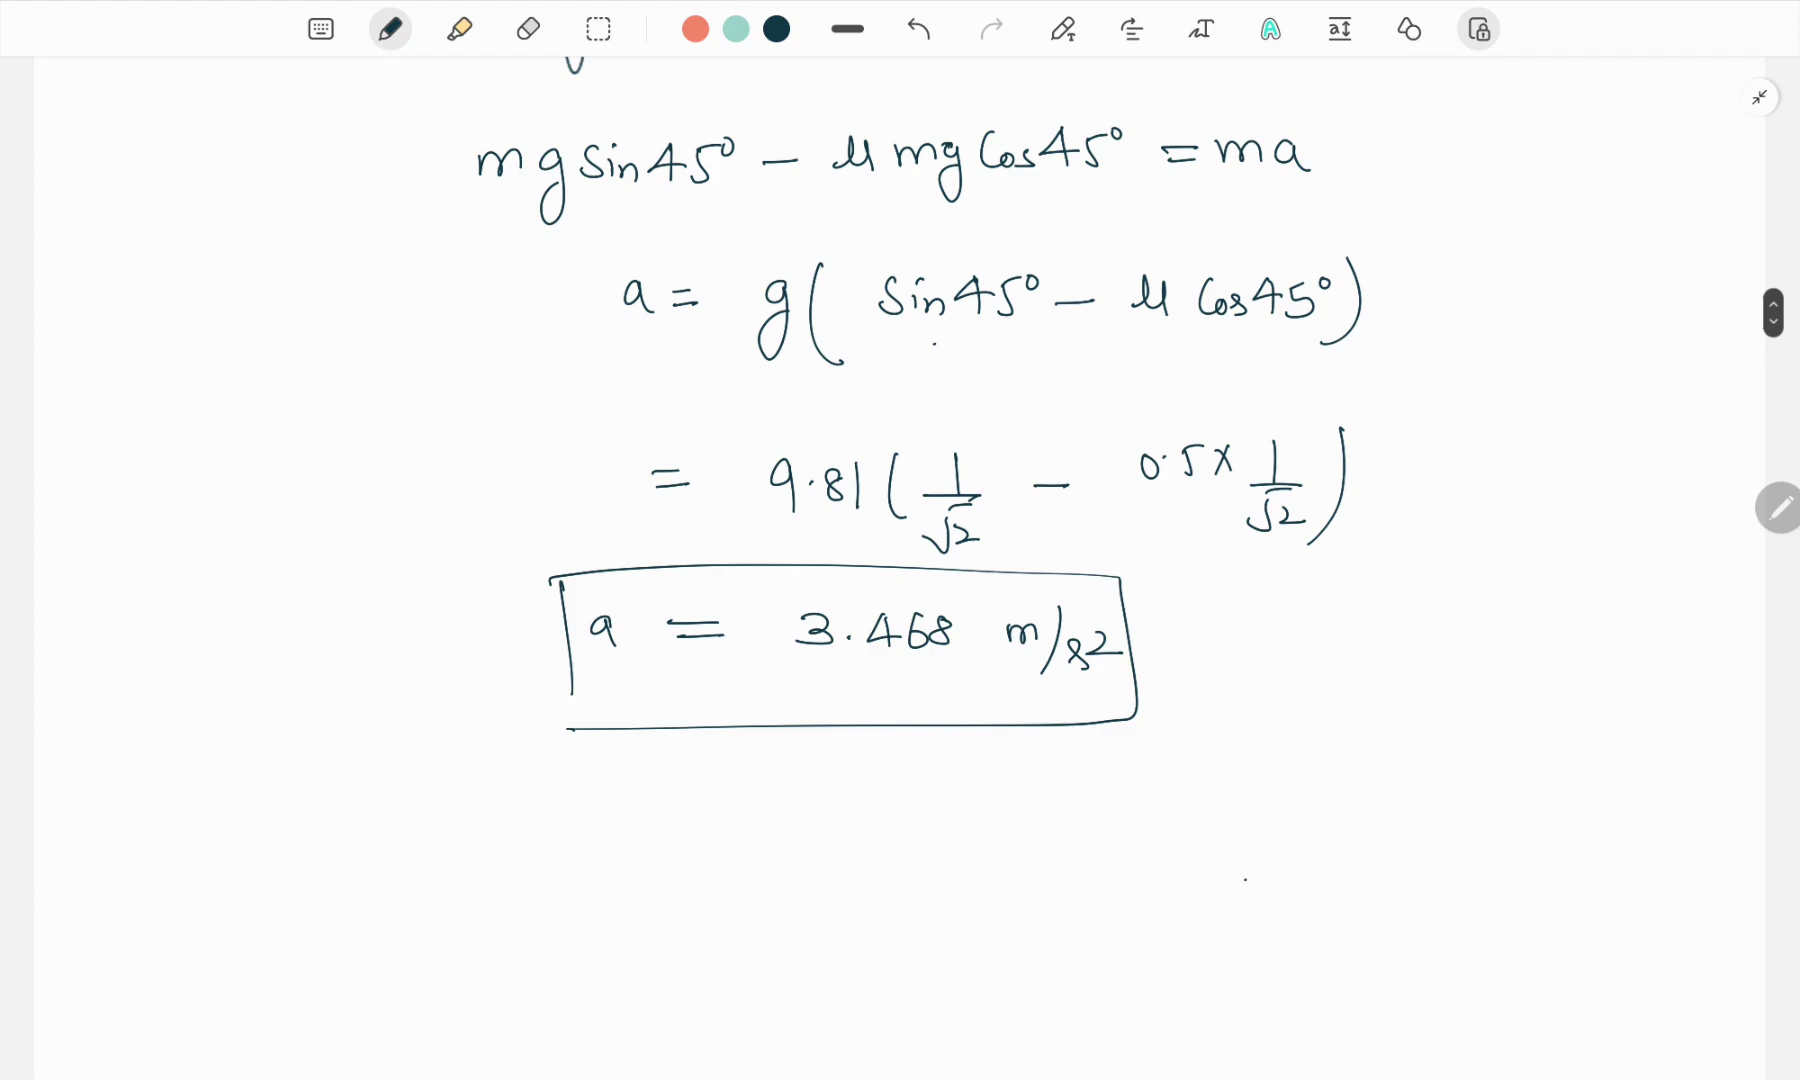 mg sin45° – μ mg Cos45° = ma
a = g( Sin45° – μ Cos45°)
= 9.81(1/√2 – 0.5 × 1/√2)
a = 3.468 m/s2